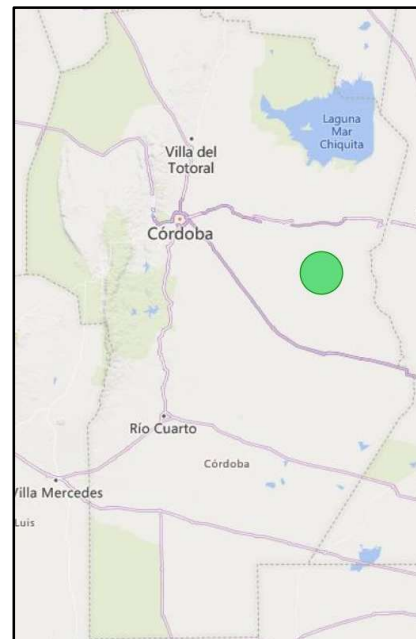 Laguna
Mar
Chiquita
Villa del
Totoral
Córdoba
Río Cuarto
Córdoba
Villa Mercedes
Luis